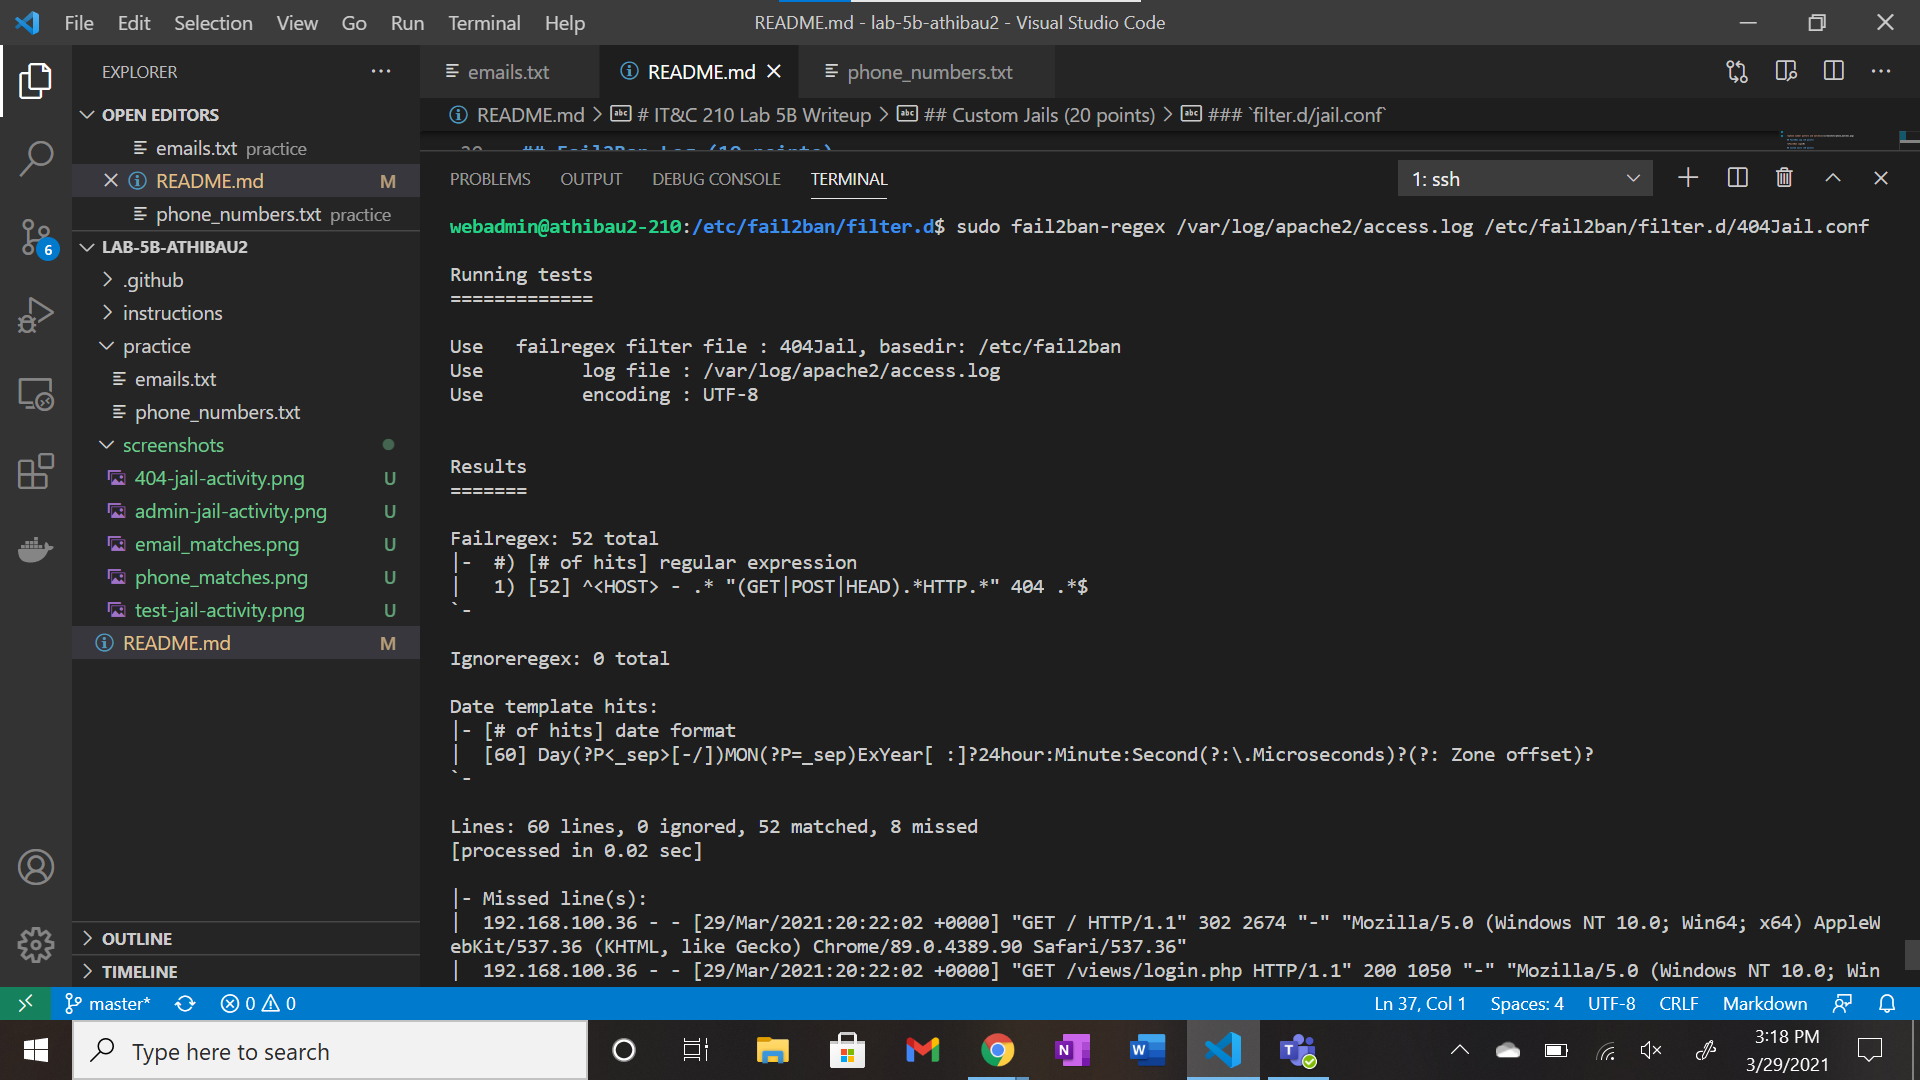 File Edit Selection View Go Run Terminal Help
README.md - lab-5b-athibau2 - Visual Studio Code
EXPLORER
OPEN EDITORS
emails.txt practice
README.md M
phone_numbers.txt practice
6
LAB-5B-ATHIBAU2
.github
instructions
practice
emails.txt
phone_numbers.txt
screenshots
404-jail-activity.png U
admin-jail-activity.png U
email_matches.png U
phone_matches.png U
test-jail-activity.png U
README.md M
OUTLINE
TIMELINE
emails.txt README.md phone_numbers.txt
README.md > # IT&C 210 Lab 5B Writeup > ## Custom Jails (20 points) > ### `filter.d/jail.conf`
PROBLEMS OUTPUT DEBUG CONSOLE TERMINAL 1: ssh
webadmin@athibau2-210:/etc/fail2ban/filter.d$ sudo fail2ban-regex /var/log/apache2/access.log /etc/fail2ban/filter.d/404Jail.conf
Running tests
=============
Use   failregex filter file : 404Jail, basedir: /etc/fail2ban
Use         log file : /var/log/apache2/access.log
Use         encoding : UTF-8
Results
=======
Failregex: 52 total
|-  #) [# of hits] regular expression
|   1) [52] ^<HOST> - .* "(GET|POST|HEAD).*HTTP.*" 404 .*$
`-
Ignoreregex: 0 total
Date template hits:
|- [# of hits] date format
|  [60] Day(?P<_sep>[-/])MON(?P=_sep)ExYear[ :]?24hour:Minute:Second(?:\.Microseconds)?(?: Zone offset)?
`-
Lines: 60 lines, 0 ignored, 52 matched, 8 missed
[processed in 0.02 sec]
|- Missed line(s):
|  192.168.100.36 - - [29/Mar/2021:20:22:02 +0000] "GET / HTTP/1.1" 302 2674 "-" "Mozilla/5.0 (Windows NT 10.0; Win64; x64) AppleW
ebKit/537.36 (KHTML, like Gecko) Chrome/89.0.4389.90 Safari/537.36"
|  192.168.100.36 - - [29/Mar/2021:20:22:02 +0000] "GET /views/login.php HTTP/1.1" 200 1050 "-" "Mozilla/5.0 (Windows NT 10.0; Win
master* 0 0 Ln 37, Col 1 Spaces: 4 UTF-8 CRLF Markdown
Type here to search
3:18 PM
3/29/2021